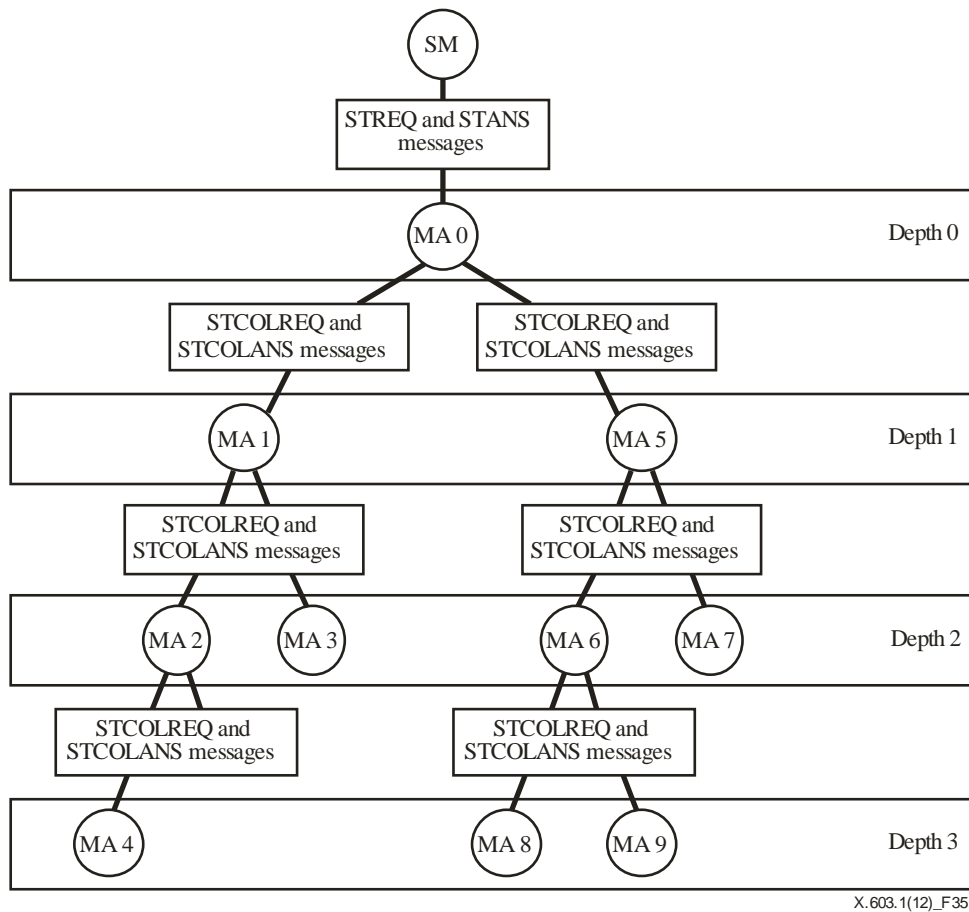 SM
STREQ and STANS
messages
MA 0
Depth 0
STCOLREQ and
STCOLANS messages
STCOLREQ and
STCOLANS messages
MA 1
MA 5
Depth 1
STCOLREQ and
STCOLANS messages
STCOLREQ and
STCOLANS messages
MA 2
MA 3
MA 6
MA 7
Depth 2
STCOLREQ and
STCOLANS messages
STCOLREQ and
STCOLANS messages
MA 4
MA 8
MA 9
Depth 3
X.603.1(12)_F35